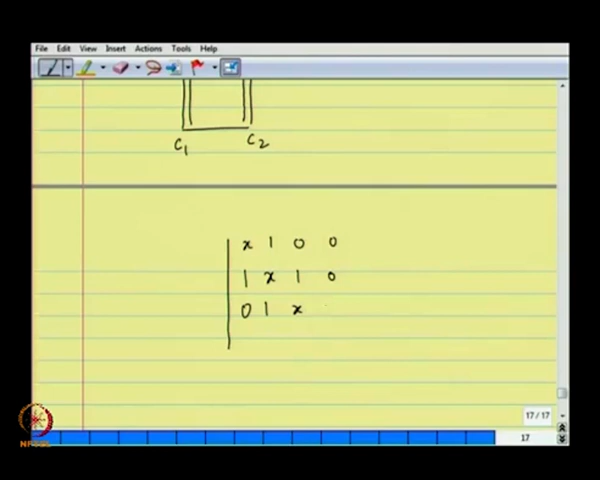 File Edit View Insert Actions Tools Help
C1 C2
x 1 0 0
1 x 1 0
0 1 x
17 / 17
NPTEL
17